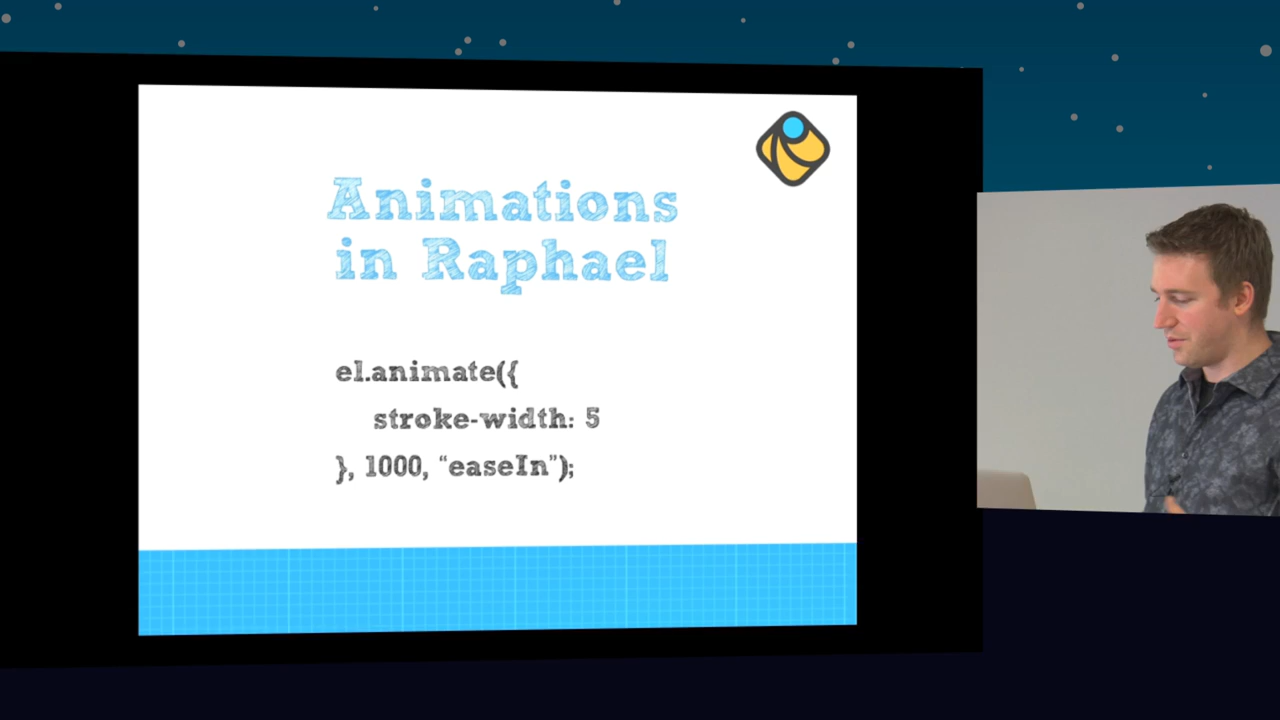 Animations
in Raphael
el.animate({
stroke-width: 5
}, 1000, “easeIn”);